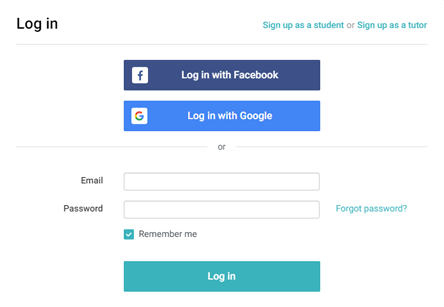 Log in
Sign up as a student or Sign up as a tutor
Log in with Facebook
Log in with Google
or
Email
Password
Forgot password?
Remember me
Log in